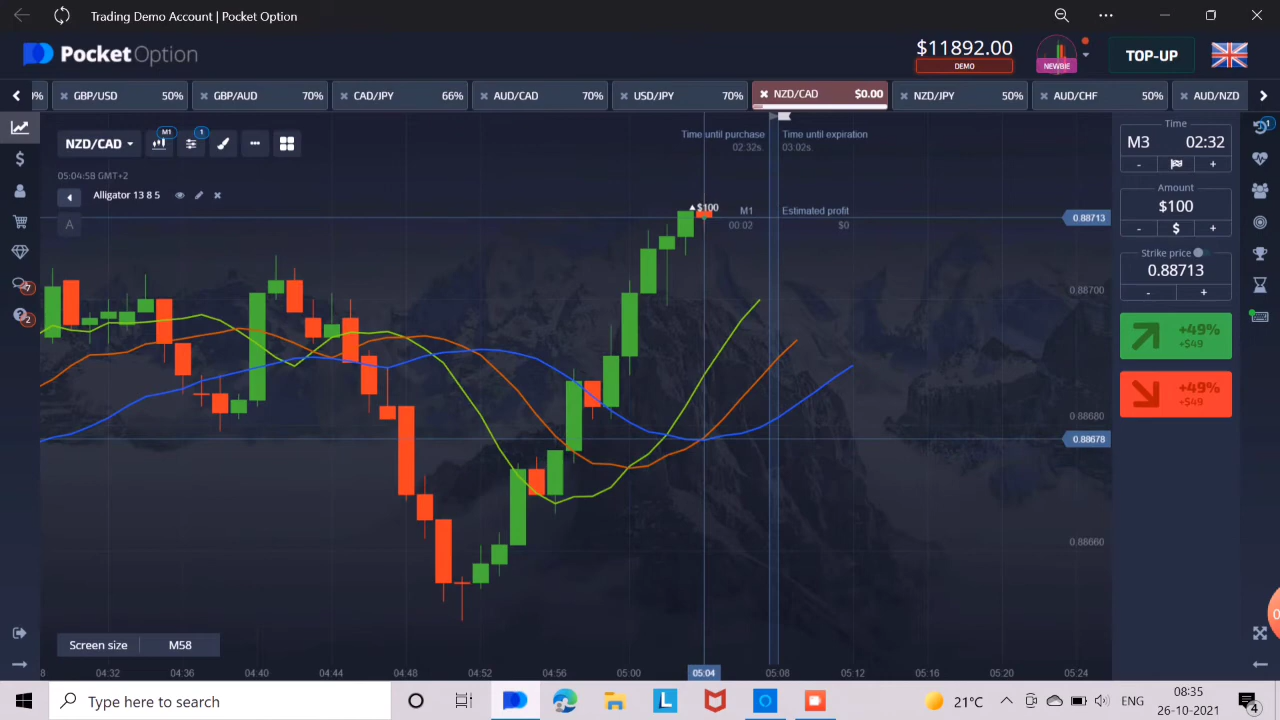 Trading Demo Account | Pocket Option
PocketOption
$11892.00
DEMO
NEWBIE
TOP-UP
0%
GBP/USD 50%
GBP/AUD 70%
CAD/JPY 66%
AUD/CAD 70%
USD/JPY 70%
NZD/CAD $0.00
NZD/JPY 50%
AUD/CHF 50%
AUD/NZD
NZD/CAD
M1
1
Time until purchase
02:32s.
Time until expiration
03:02s.
05:04:58 GMT+2
Alligator 13 8 5
A
$100
M1
00:02
Estimated profit
$0
0.88713
0.88700
0.88680
0.88678
0.88660
Time
M3 02:32
- +
Amount
$100
- $ +
Strike price
0.88713
- +
+49%
+$49
+49%
+$49
2
1
Screen size M58
8 04:32 04:36 04:40 04:44 04:48 04:52 04:56 05:00 05:04 05:08 05:12 05:16 05:20 05:24
Type here to search
L
21°C
ENG
08:35
26-10-2021
4